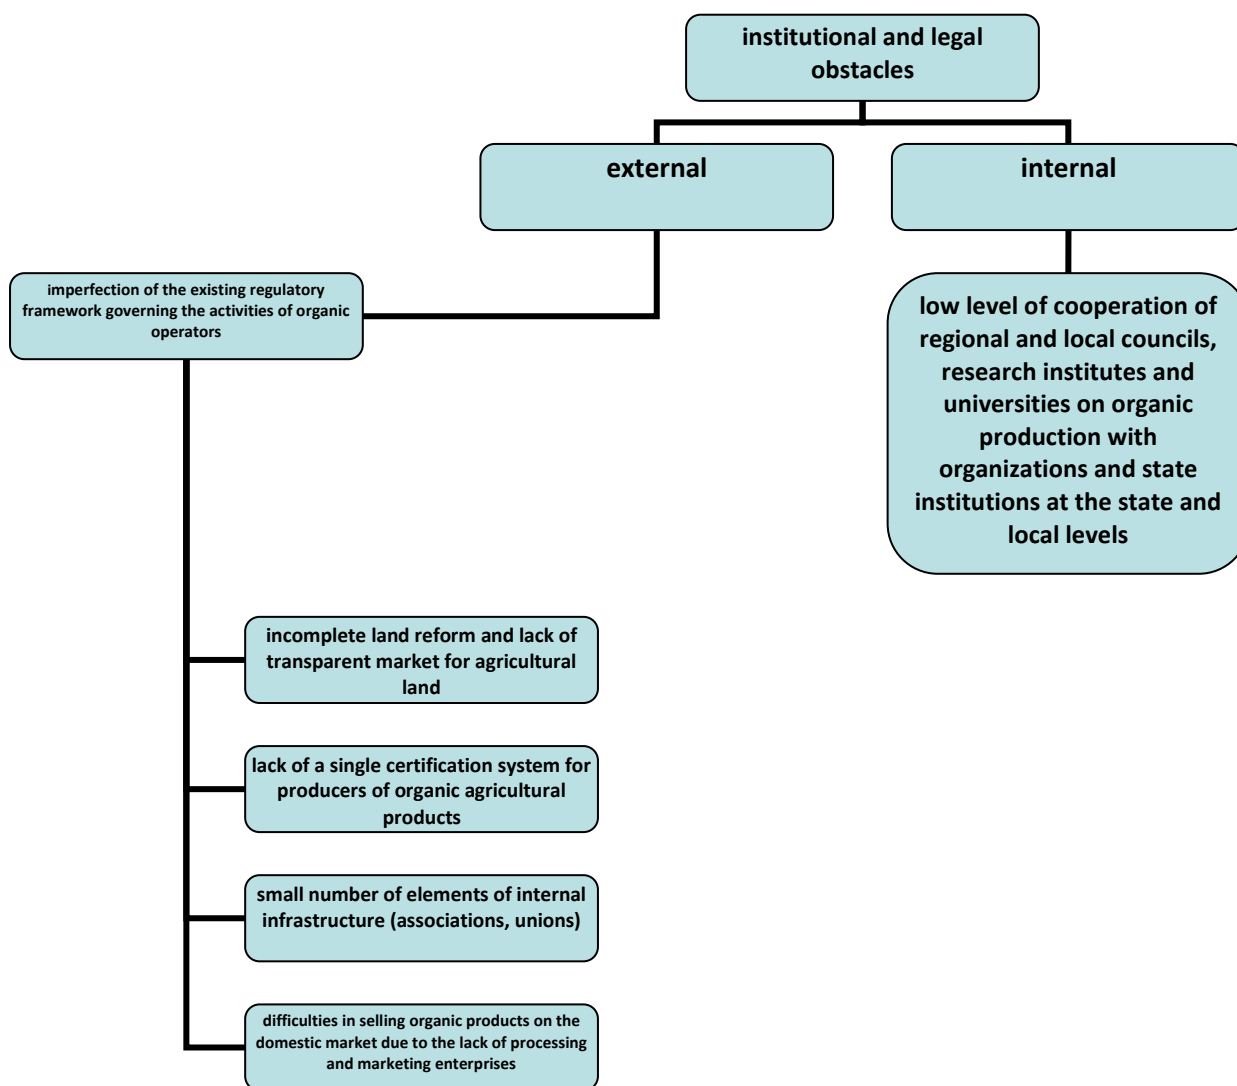 institutional and legal
obstacles
external
internal
imperfection of the existing regulatory
framework governing the activities of organic
operators
low level of cooperation of
regional and local councils,
research institutes and
universities on organic
production with
organizations and state
institutions at the state and
local levels
incomplete land reform and lack of
transparent market for agricultural
land
lack of a single certification system for
producers of organic agricultural
products
small number of elements of internal
infrastructure (associations, unions)
difficulties in selling organic products on the
domestic market due to the lack of processing
and marketing enterprises